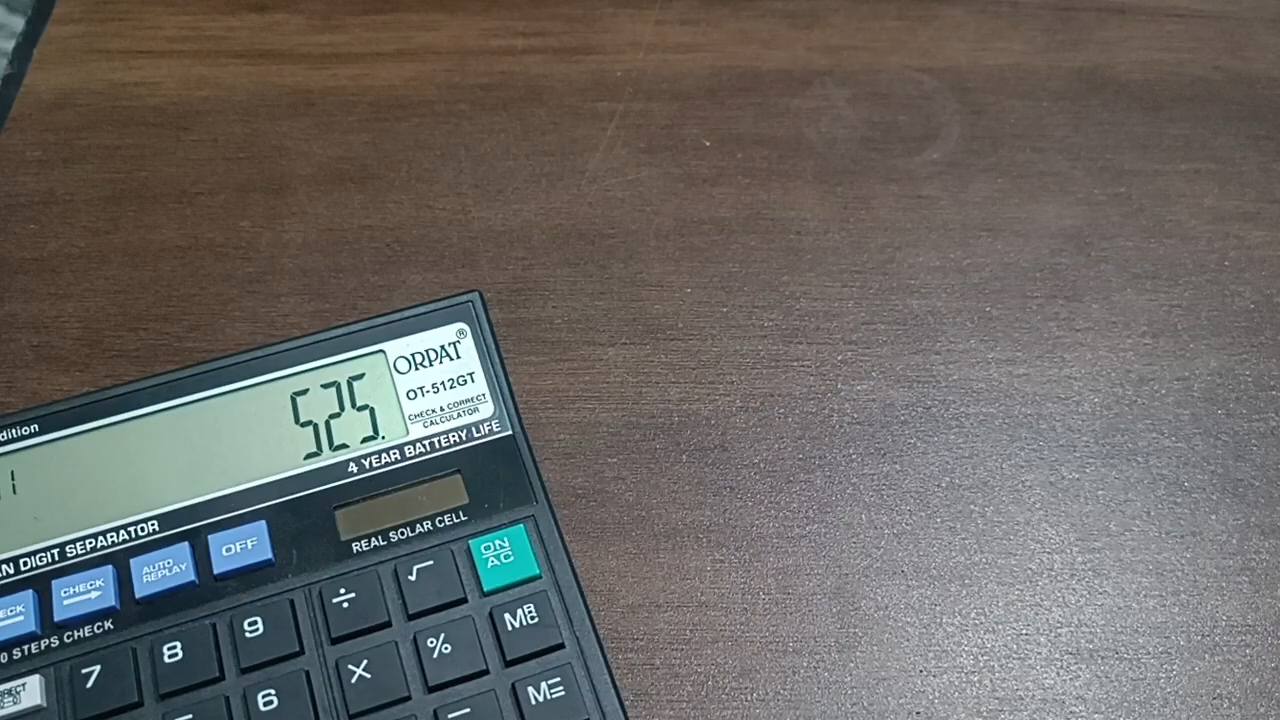 dition
ORPAT®
OT-512GT
CHECK & CORRECT
CALCULATOR
525.
4 YEAR BATTERY LIFE
DIGIT SEPARATOR
REAL SOLAR CELL
CHECK
AUTO
REPLAY
OFF
ON
AC
STEPS CHECK
7
8
9
÷
√
6
×
%